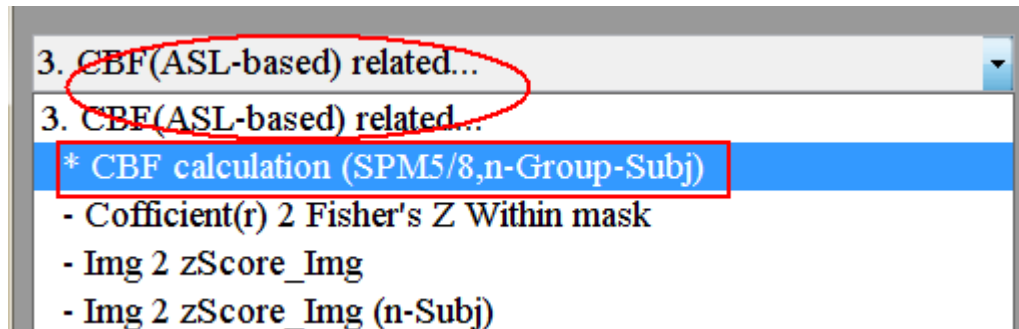 3. CBF(ASL-based) related...
3. CBF(ASL-based) related...
* CBF calculation (SPM5/8,n-Group-Subj)
- Cofficient(r) 2 Fisher's Z Within mask
- Img 2 zScore_Img
- Img 2 zScore_Img (n-Subj)